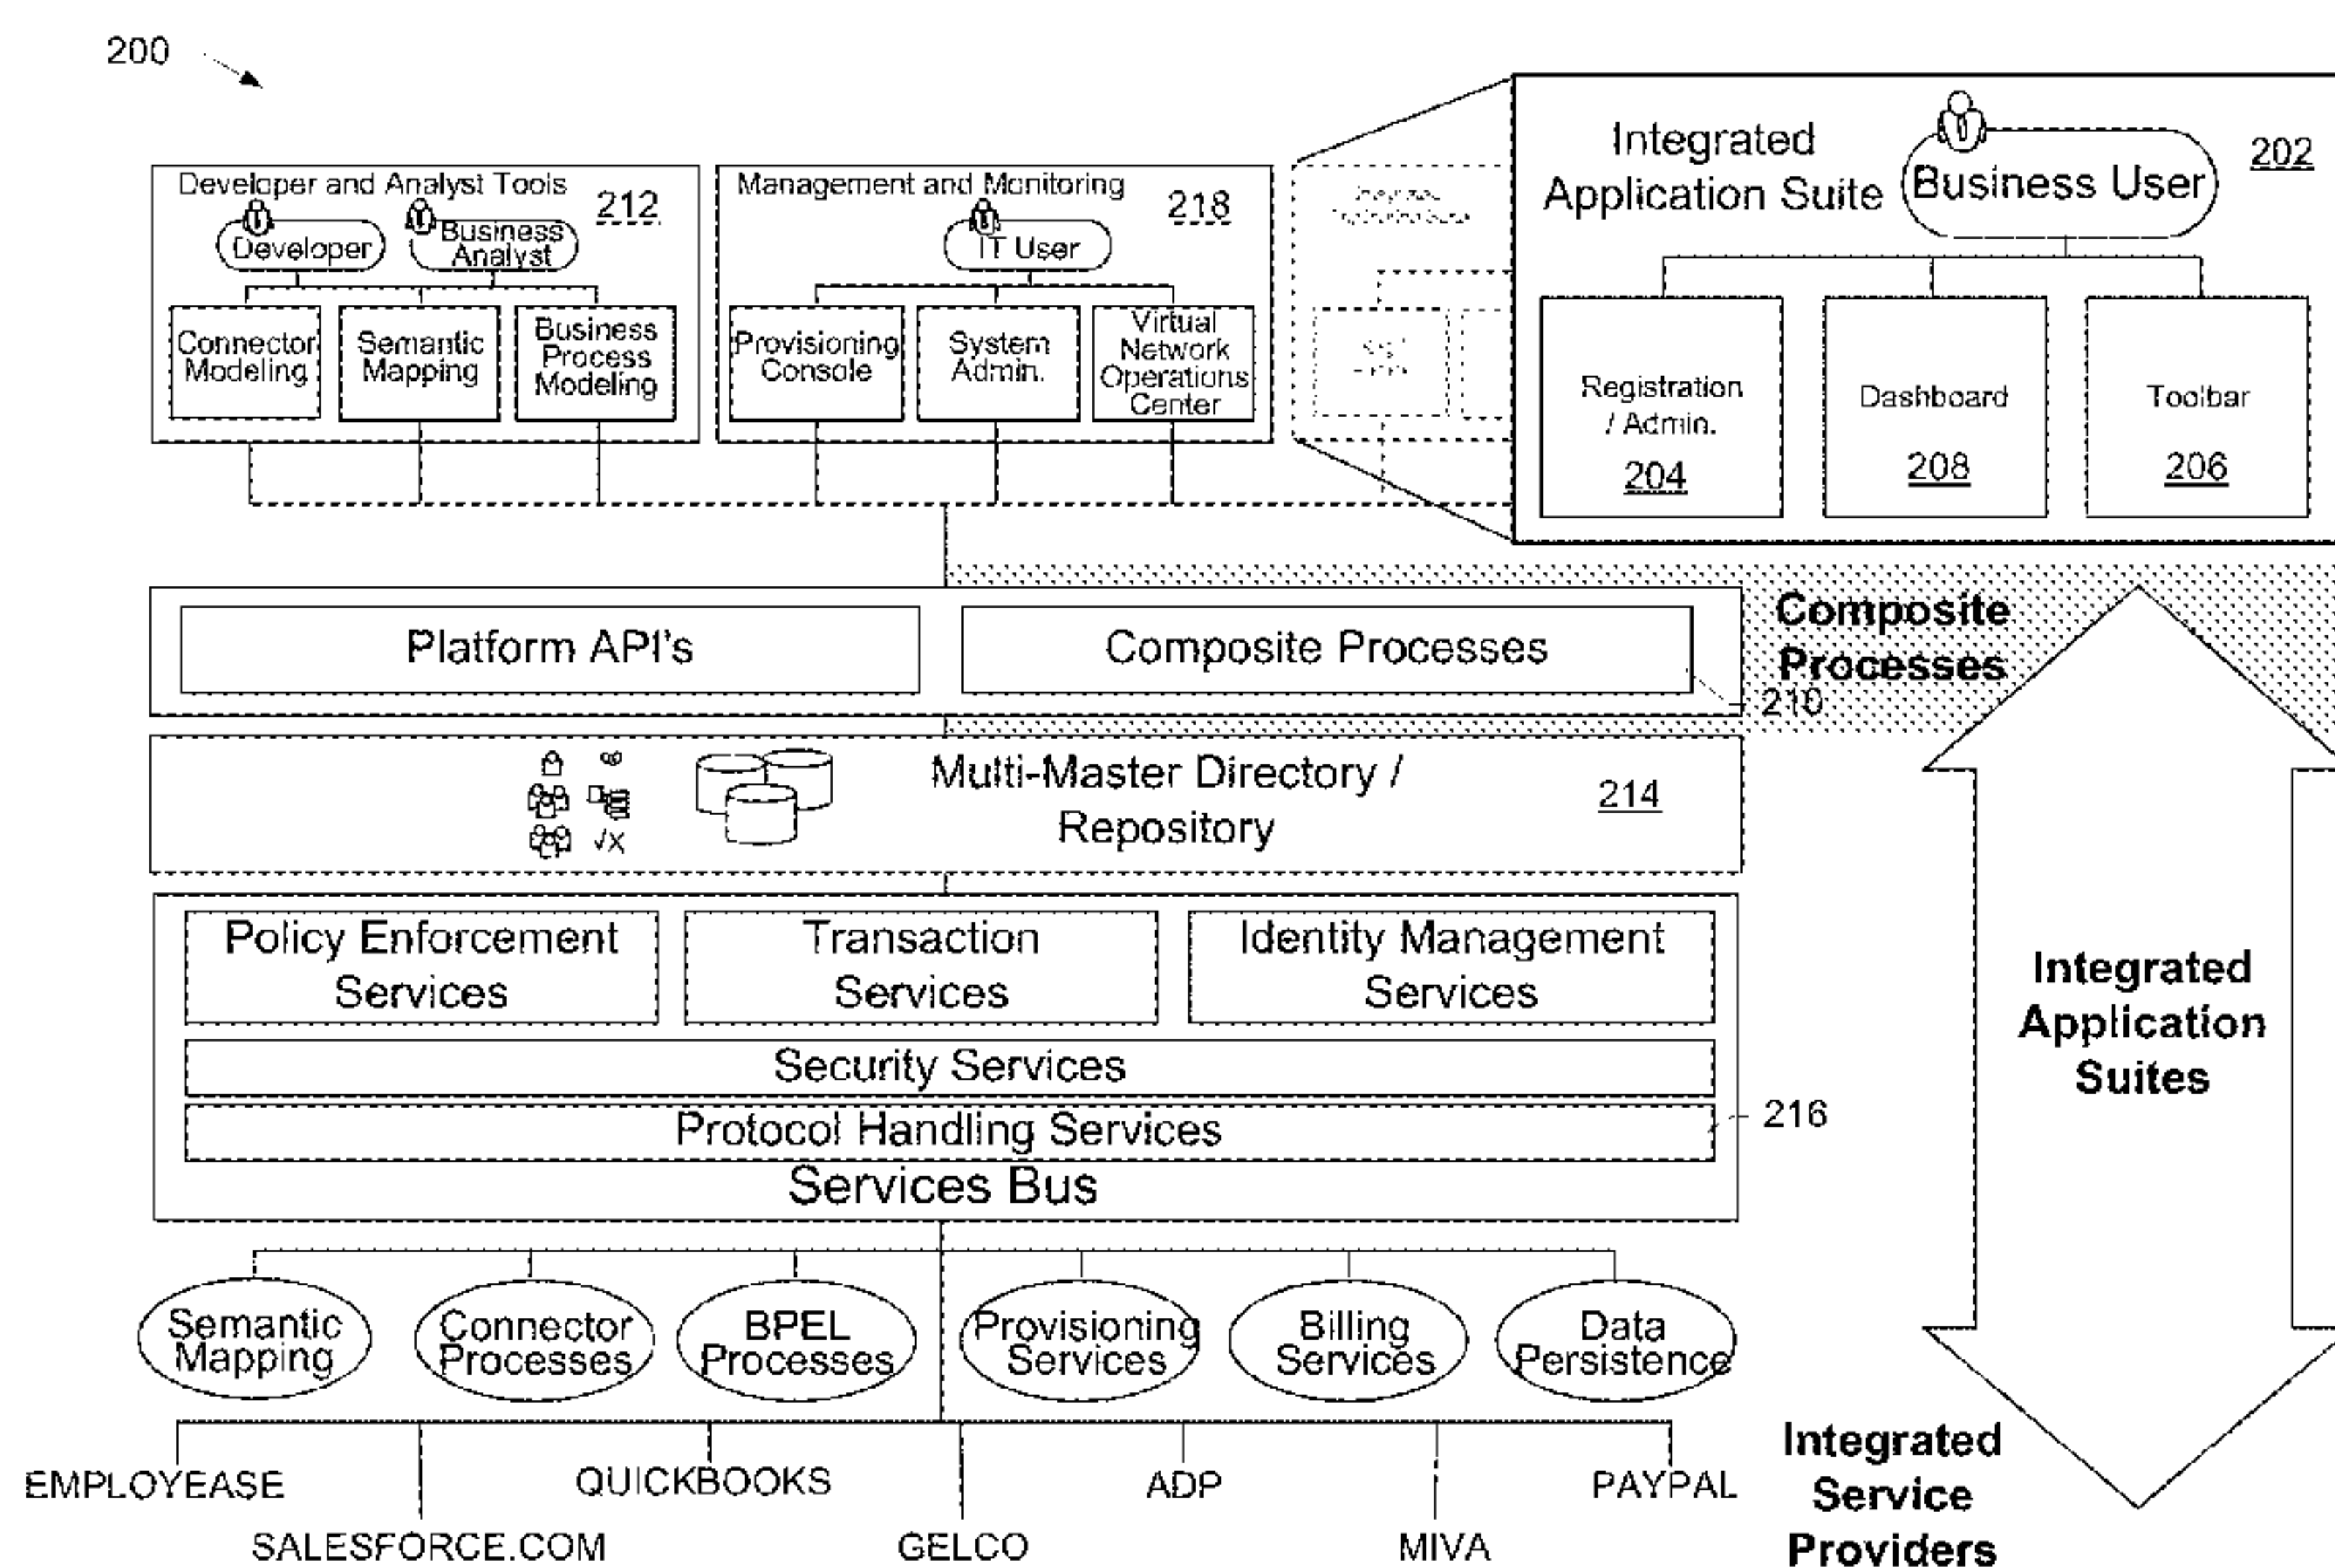 200
Developer and Analyst Tools
212
Developer
Business
Analyst
Connector
Modeling
Semantic
Mapping
Business
Process
Modeling
Management and Monitoring
218
IT User
Provisioning
Console
System
Admin.
Virtual
Network
Operations
Center
Integrated
Application Suite
Business User
202
Registration
/ Admin.
204
Dashboard
208
Toolbar
206
Platform API's
Composite Processes
210
Composite
Processes
Multi-Master Directory /
Repository
214
√X
Policy Enforcement
Services
Transaction
Services
Identity Management
Services
Security Services
Protocol Handling Services
216
Services Bus
Integrated
Application
Suites
Semantic
Mapping
Connector
Processes
BPEL
Processes
Provisioning
Services
Billing
Services
Data
Persistence
EMPLOYEASE
SALESFORCE.COM
QUICKBOOKS
GELCO
ADP
MIVA
PAYPAL
Integrated
Service
Providers